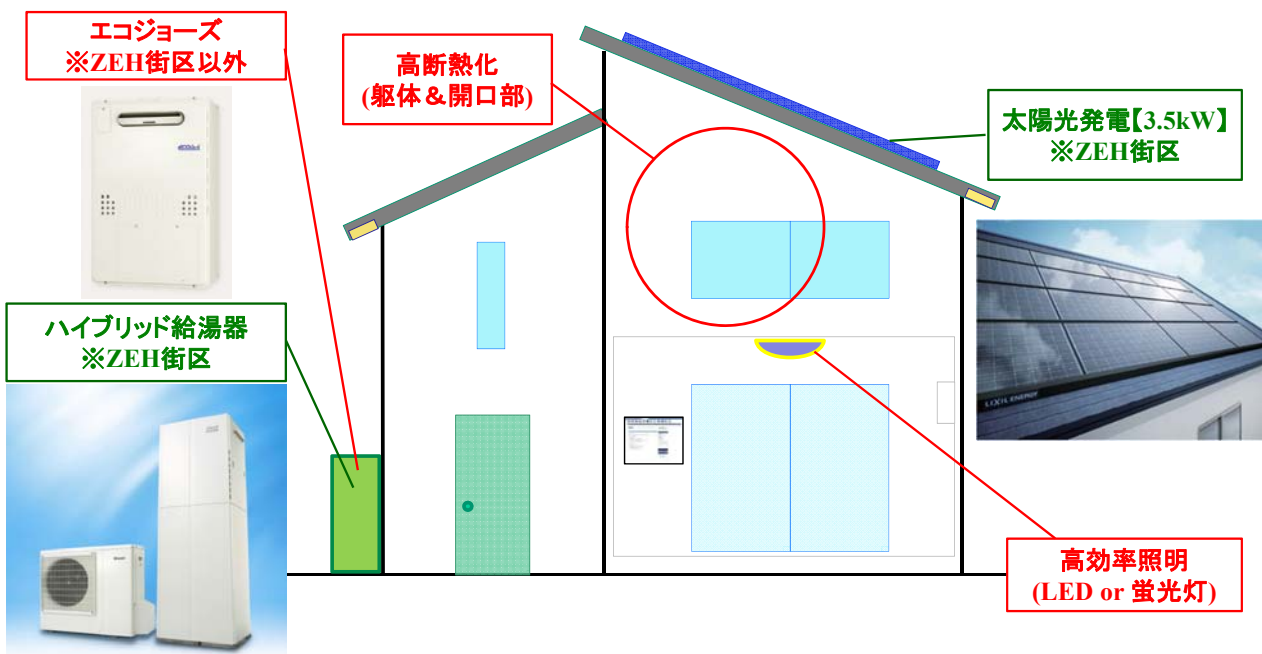 エコジョーズ
※ZEH街区以外
高断熱化
(躯体＆開口部)
太陽光発電【3.5kW】
※ZEH街区
ハイブリッド給湯器
※ZEH街区
LIXIL ENERGY
高効率照明
(LED or 蛍光灯)